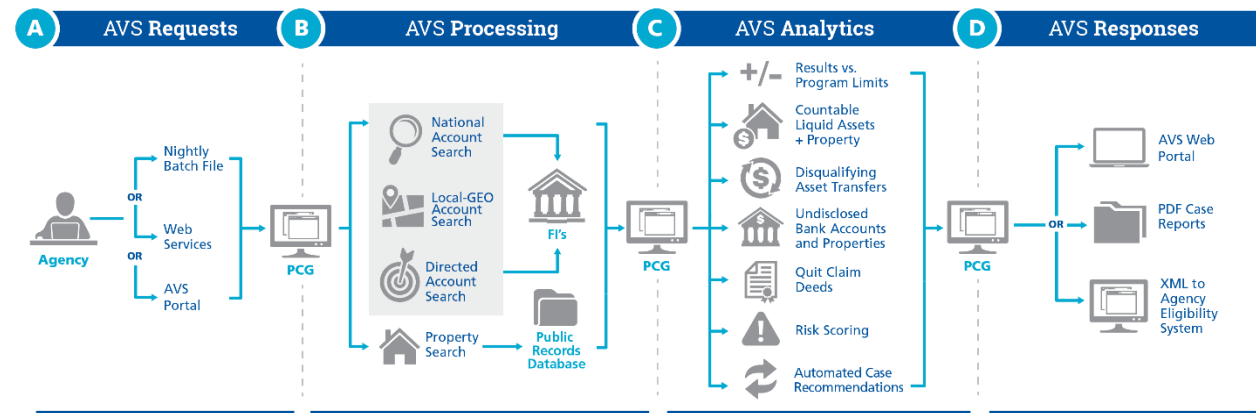 A
AVS Requests
B
AVS Processing
C
AVS Analytics
D
AVS Responses
Agency
OR
OR
Nightly
Batch File
Web
Services
AVS
Portal
PCG
National
Account
Search
Local-GEO
Account
Search
Directed
Account
Search
Property
Search
FI's
Public
Records
Database
PCG
+/-
Results vs.
Program Limits
Countable
Liquid Assets
+ Property
Disqualifying
Asset Transfers
Undisclosed
Bank Accounts
and Properties
Quit Claim
Deeds
Risk Scoring
Automated Case
Recommendations
PCG
OR
AVS Web
Portal
PDF Case
Reports
XML to
Agency
Eligibility
System